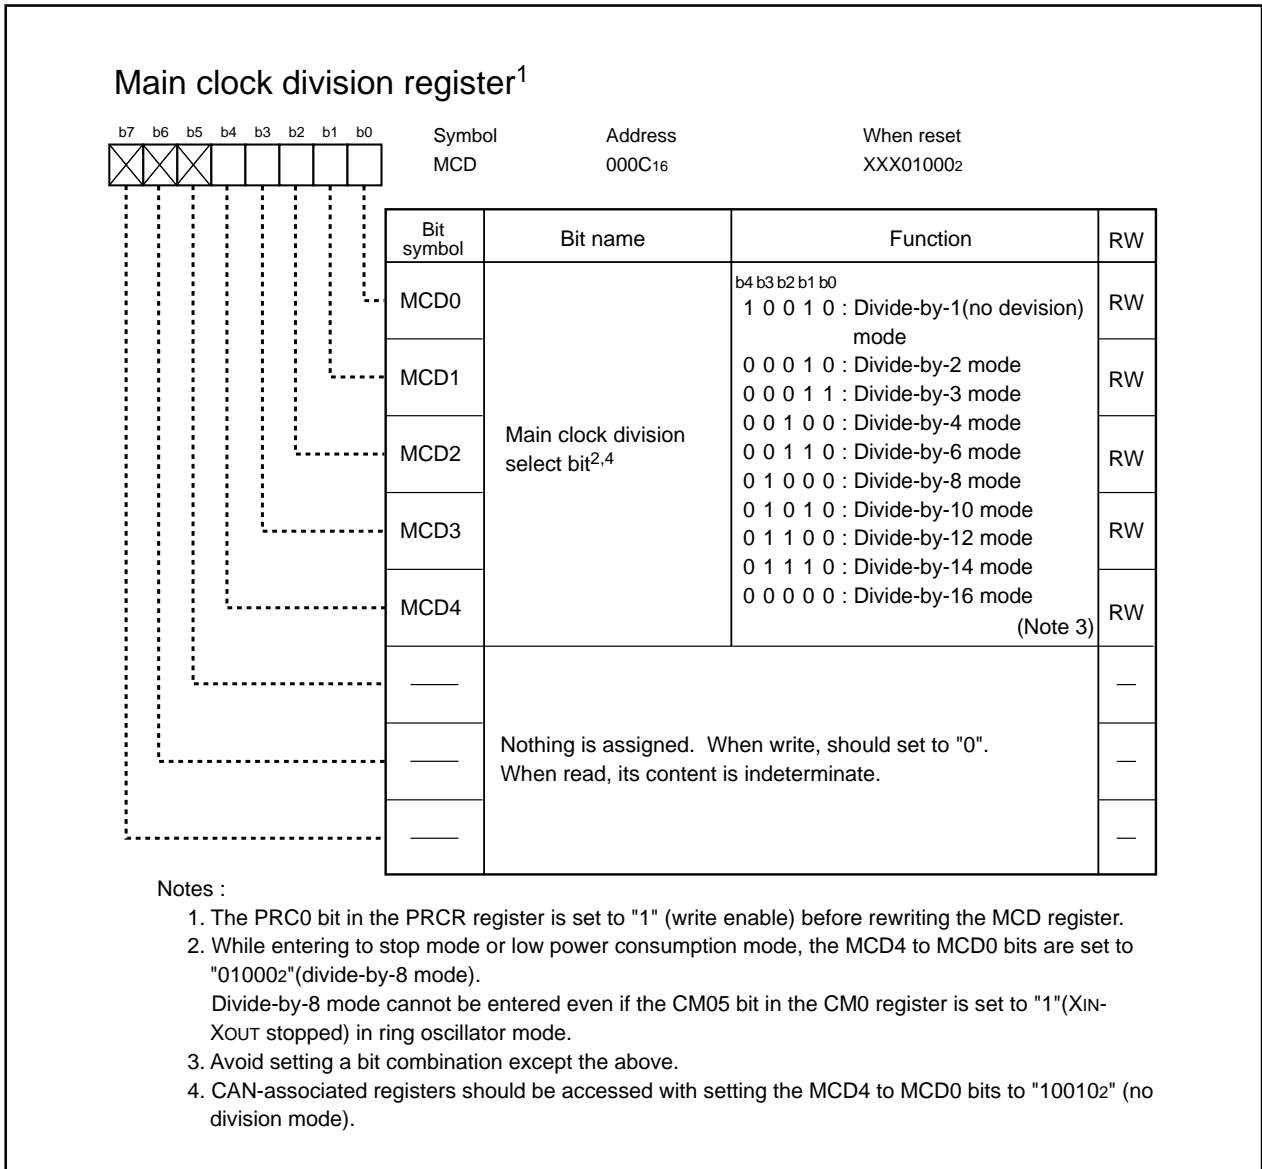 Main clock division register1
b7 b6 b5 b4 b3 b2 b1 b0
Symbol Address When reset
MCD 000C16 XXX010002
Bit symbol Bit name Function RW
MCD0 RW
MCD1 RW
MCD2 RW
MCD3 RW
MCD4 RW
Main clock division
select bit2,4
b4 b3 b2 b1 b0
1 0 0 1 0 : Divide-by-1(no devision)
mode
0 0 0 1 0 : Divide-by-2 mode
0 0 0 1 1 : Divide-by-3 mode
0 0 1 0 0 : Divide-by-4 mode
0 0 1 1 0 : Divide-by-6 mode
0 1 0 0 0 : Divide-by-8 mode
0 1 0 1 0 : Divide-by-10 mode
0 1 1 0 0 : Divide-by-12 mode
0 1 1 1 0 : Divide-by-14 mode
0 0 0 0 0 : Divide-by-16 mode
(Note 3)
Nothing is assigned. When write, should set to "0".
When read, its content is indeterminate.
Notes :
1. The PRC0 bit in the PRCR register is set to "1" (write enable) before rewriting the MCD register.
2. While entering to stop mode or low power consumption mode, the MCD4 to MCD0 bits are set to
"010002"(divide-by-8 mode).
Divide-by-8 mode cannot be entered even if the CM05 bit in the CM0 register is set to "1"(XIN-
XOUT stopped) in ring oscillator mode.
3. Avoid setting a bit combination except the above.
4. CAN-associated registers should be accessed with setting the MCD4 to MCD0 bits to "100102" (no
division mode).